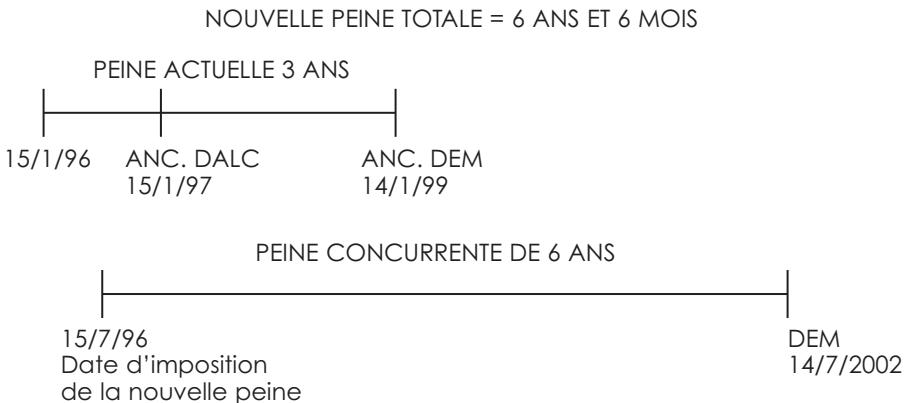 NOUVELLE PEINE TOTALE = 6 ANS ET 6 MOIS
PEINE ACTUELLE 3 ANS
15/1/96 ANC. DALC ANC. DEM
15/1/97 14/1/99
PEINE CONCURRENTE DE 6 ANS
15/7/96 DEM
Date d’imposition 14/7/2002
de la nouvelle peine